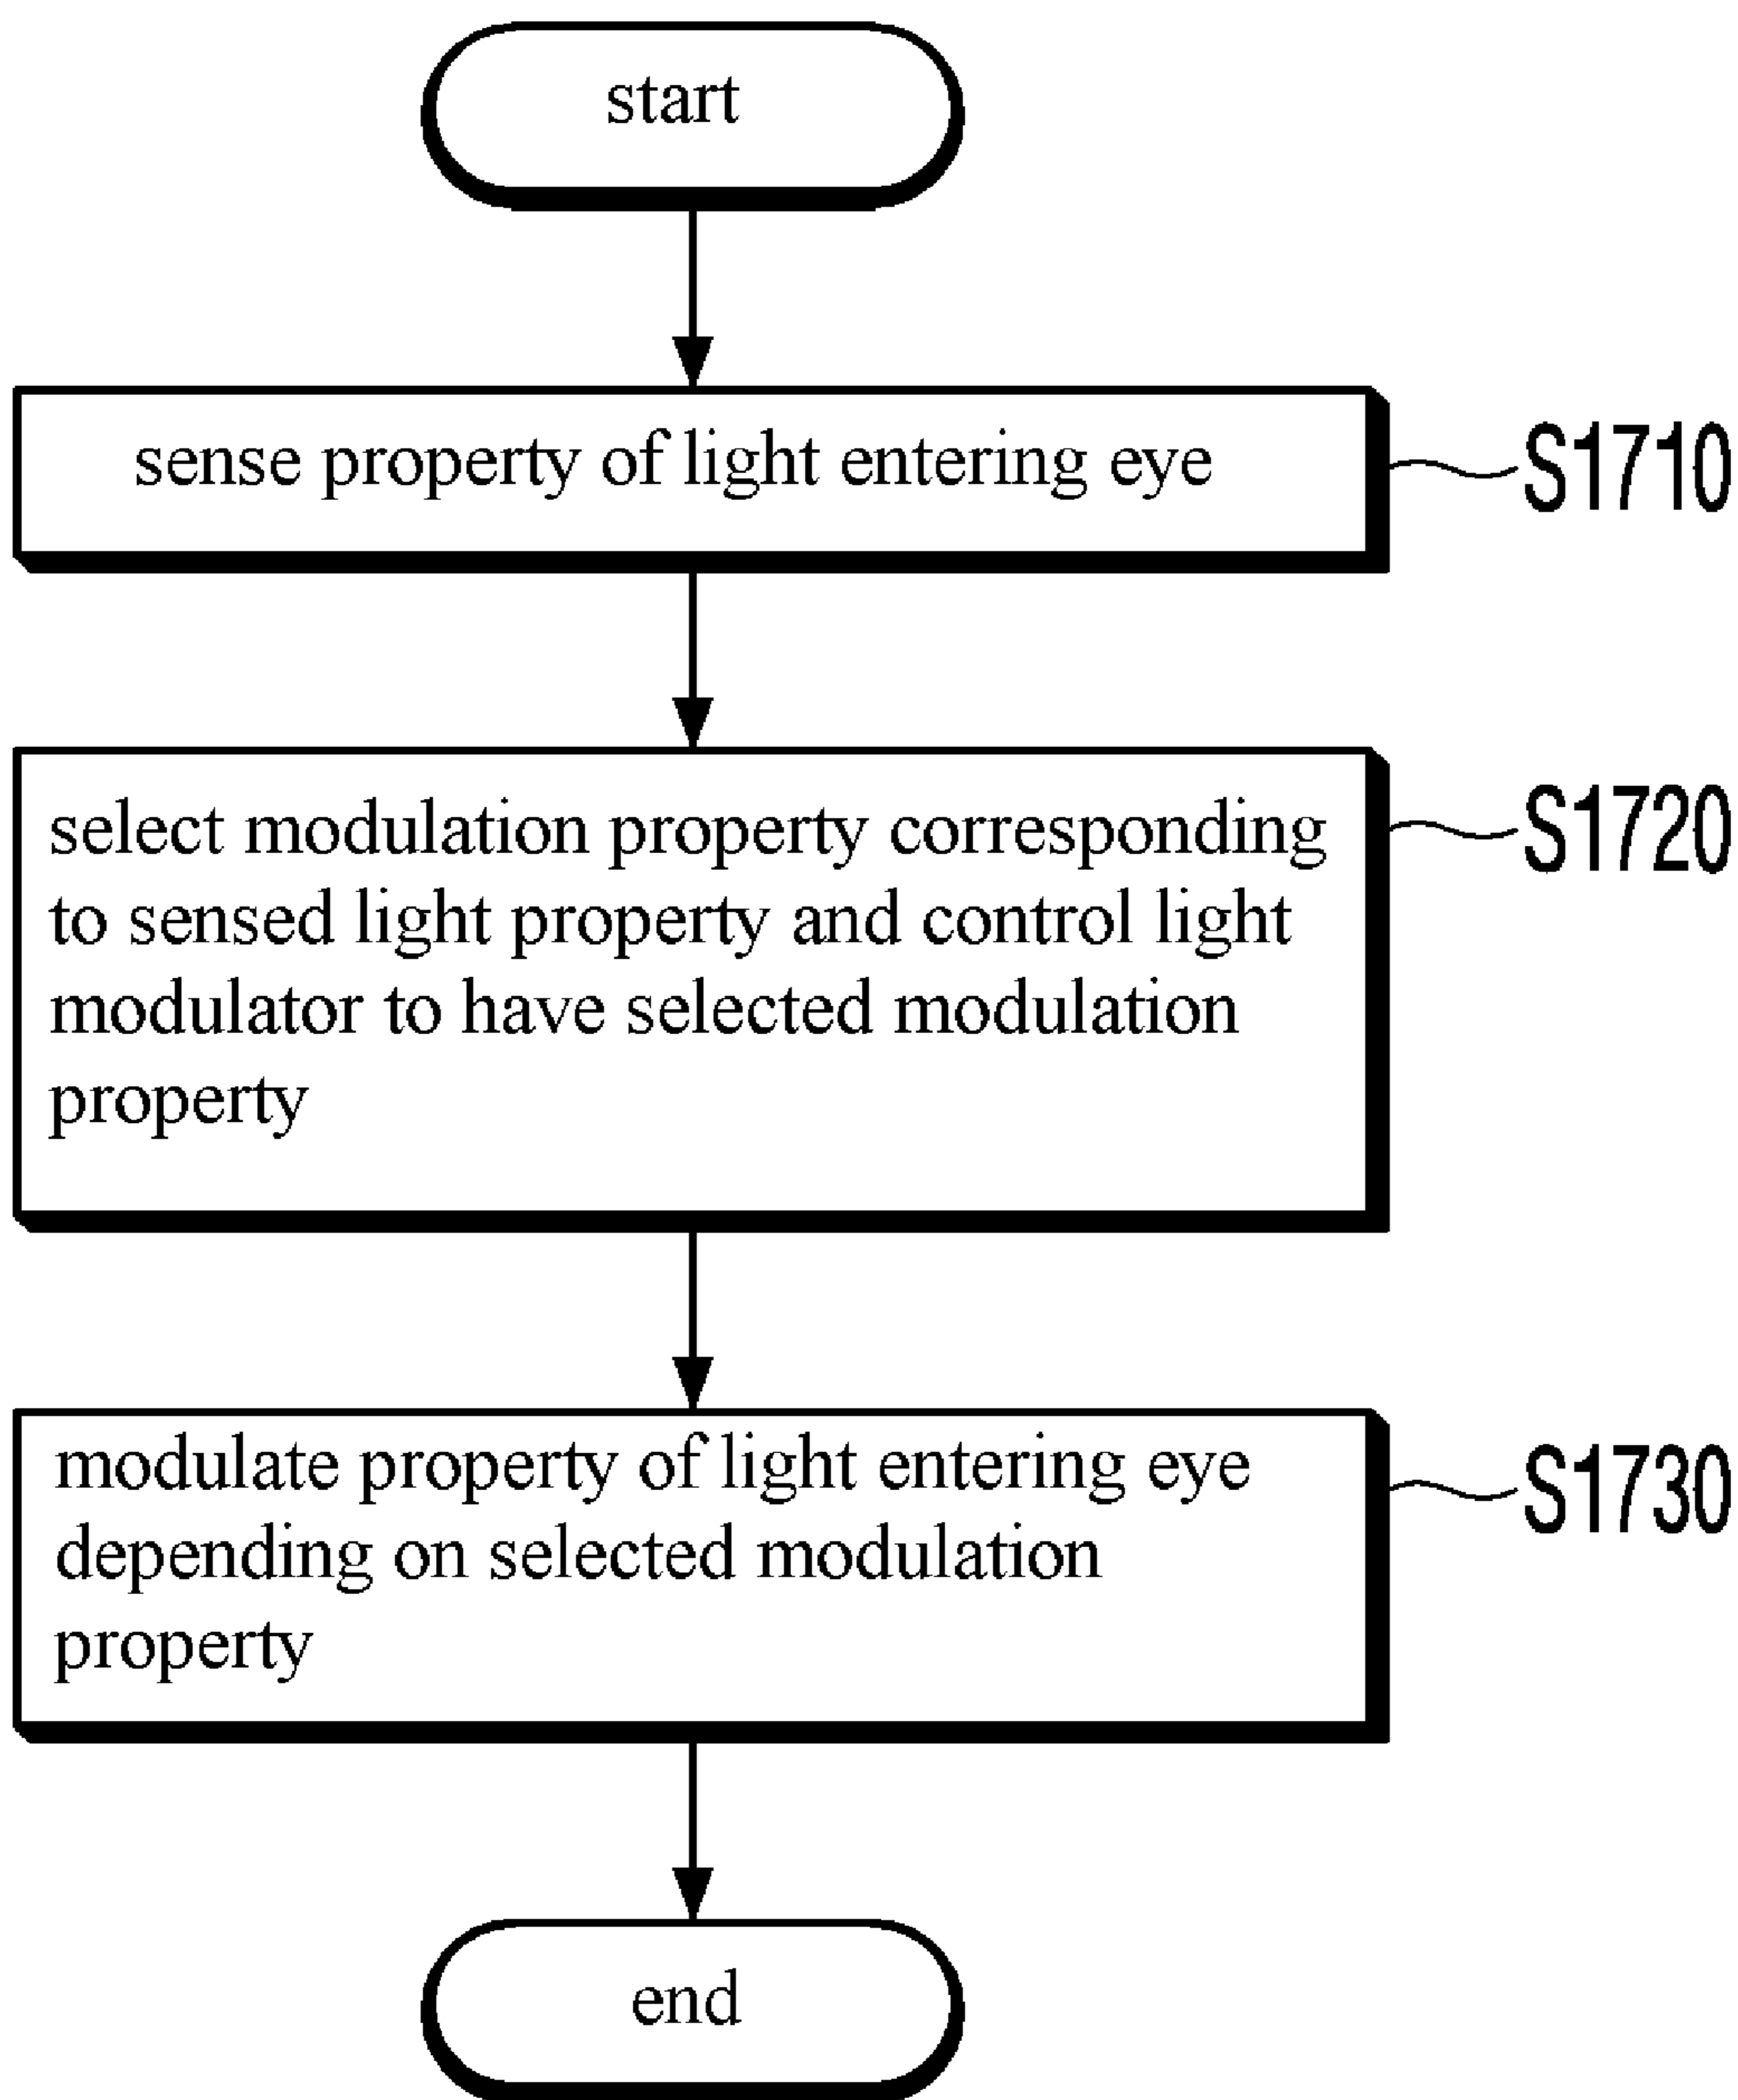 start
sense property of light entering eye
S1710
select modulation property corresponding
to sensed light property and control light
modulator to have selected modulation
property
S1720
modulate property of light entering eye
depending on selected modulation
property
S1730
end